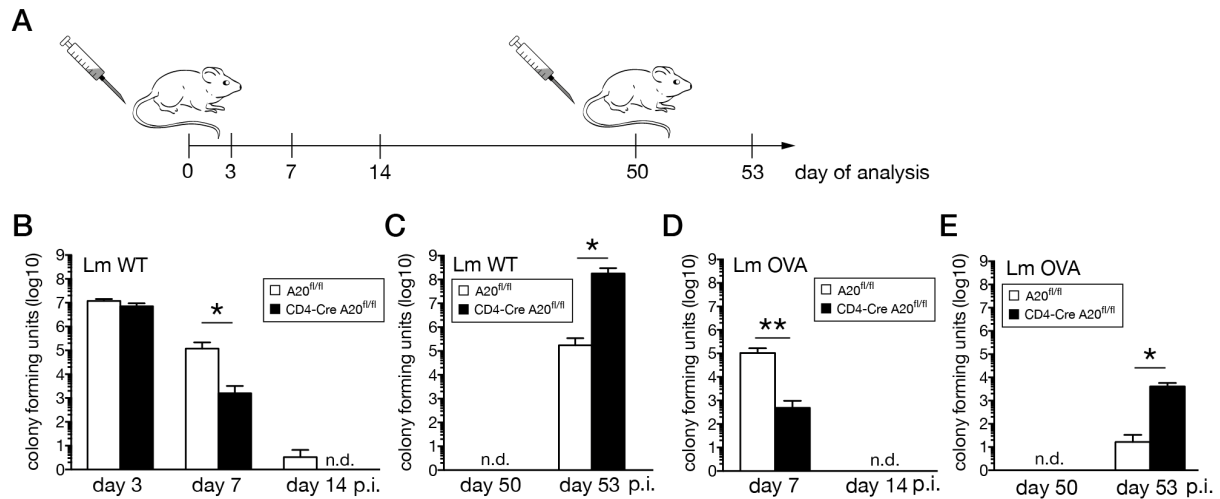 A
0 3 7 14 50 53 day of analysis
B
colony forming units (log10)
9
8
7
6
5
4
3
2
1
0
Lm WT
A20fl/fl
CD4-Cre A20fl/fl
*
n.d.
day 3 day 7 day 14 p.i.
C
colony forming units (log10)
9
8
7
6
5
4
3
2
1
0
Lm WT
A20fl/fl
CD4-Cre A20fl/fl
*
n.d.
day 50 day 53 p.i.
D
colony forming units (log10)
9
8
7
6
5
4
3
2
1
0
Lm OVA
A20fl/fl
CD4-Cre A20fl/fl
**
n.d.
day 7 day 14 p.i.
E
colony forming units (log10)
9
8
7
6
5
4
3
2
1
0
Lm OVA
A20fl/fl
CD4-Cre A20fl/fl
*
n.d.
day 50 day 53 p.i.